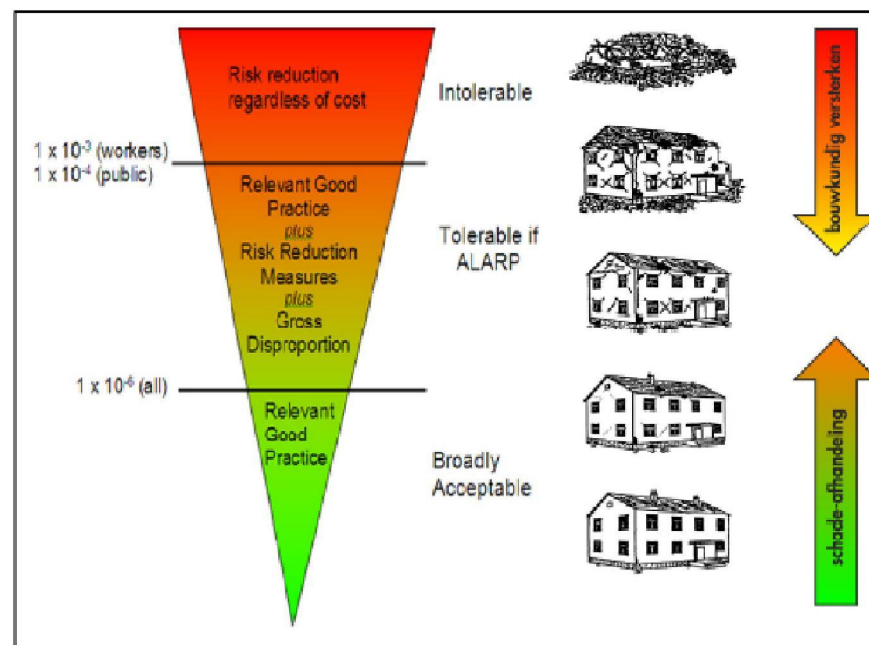 Risk reduction
regardless of cost
Intolerable
1 x 10⁻³ (workers)
1 x 10⁻⁴ (public)
Relevant Good
Practice
plus
Risk Reduction
Measures
plus
Gross
Disproportion
Tolerable if
ALARP
1 x 10⁻⁶ (all)
Relevant
Good
Practice
Broadly
Acceptable
bouwkundig versterken
schade-afhandeling